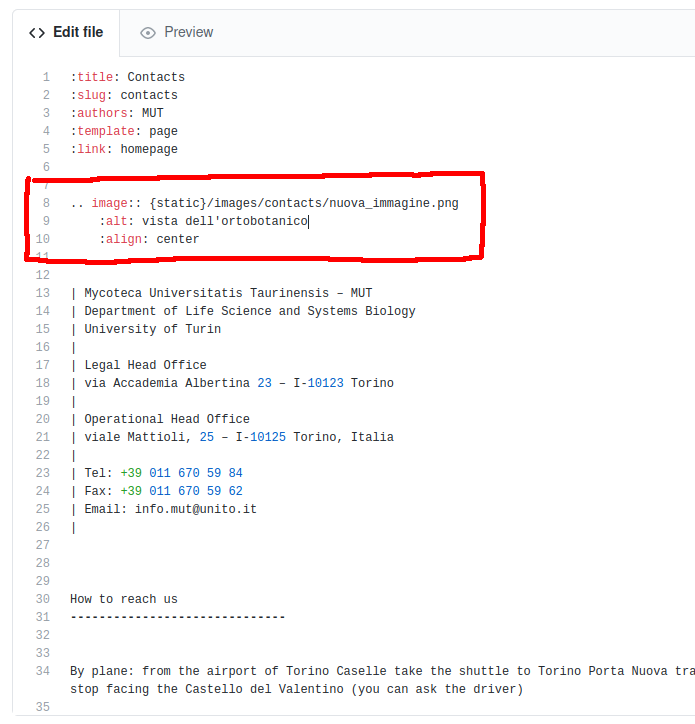 Edit file
Preview
1 :title: Contacts
2 :slug: contacts
3 :authors: MUT
4 :template: page
5 :link: homepage
6
7
8 .. image:: {static}/images/contacts/nuova_immagine.png
9 :alt: vista dell'ortobotanico
10 :align: center
11
12
13 | Mycoteca Universitatis Taurinensis – MUT
14 | Department of Life Science and Systems Biology
15 | University of Turin
16 |
17 | Legal Head Office
18 | via Accademia Albertina 23 – I-10123 Torino
19 |
20 | Operational Head Office
21 | viale Mattioli, 25 – I-10125 Torino, Italia
22 |
23 | Tel: +39 011 670 59 84
24 | Fax: +39 011 670 59 62
25 | Email: info.mut@unito.it
26 |
27
28
29
30 How to reach us
31 ------------------------------
32
33
34 By plane: from the airport of Torino Caselle take the shuttle to Torino Porta Nuova tra
stop facing the Castello del Valentino (you can ask the driver)
35